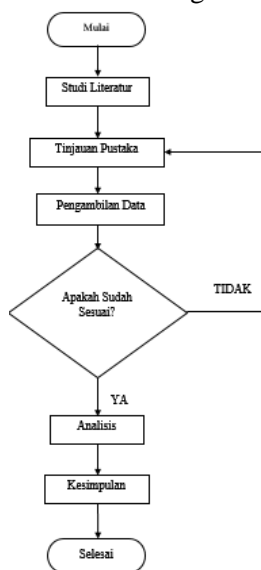 Mulai
Studi Literatur
Tinjauan Pustaka
Pengambilan Data
Apakah Sudah
Sesuai?
TIDAK
YA
Analisis
Kesimpulan
Selesai